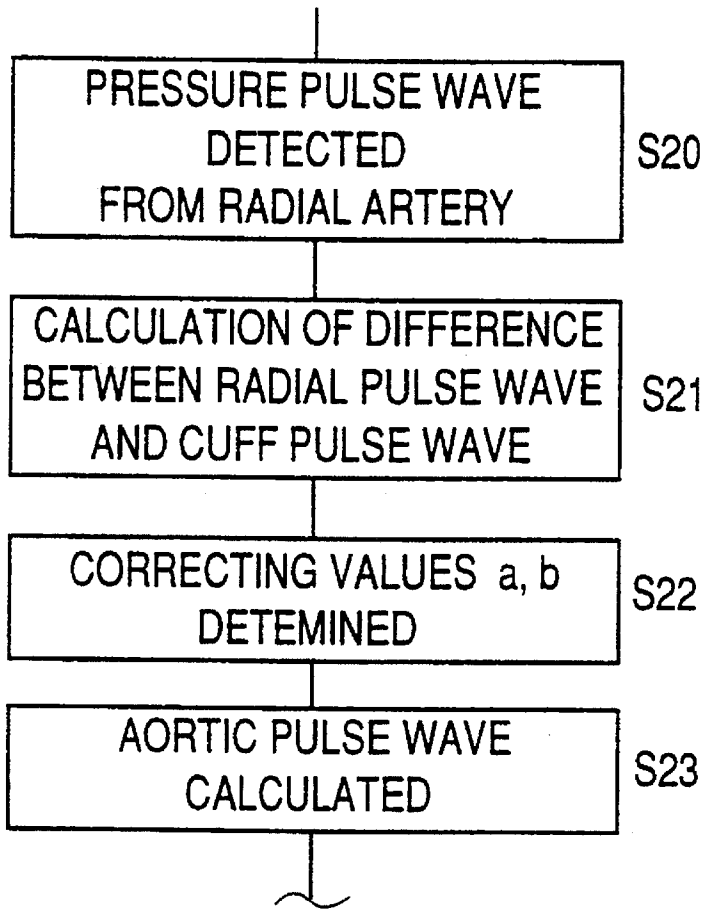 PRESSURE PULSE WAVE
DETECTED
FROM RADIAL ARTERY
S20
CALCULATION OF DIFFERENCE
BETWEEN RADIAL PULSE WAVE
AND CUFF PULSE WAVE
S21
CORRECTING VALUES a, b
DETEMINED
S22
AORTIC PULSE WAVE
CALCULATED
S23